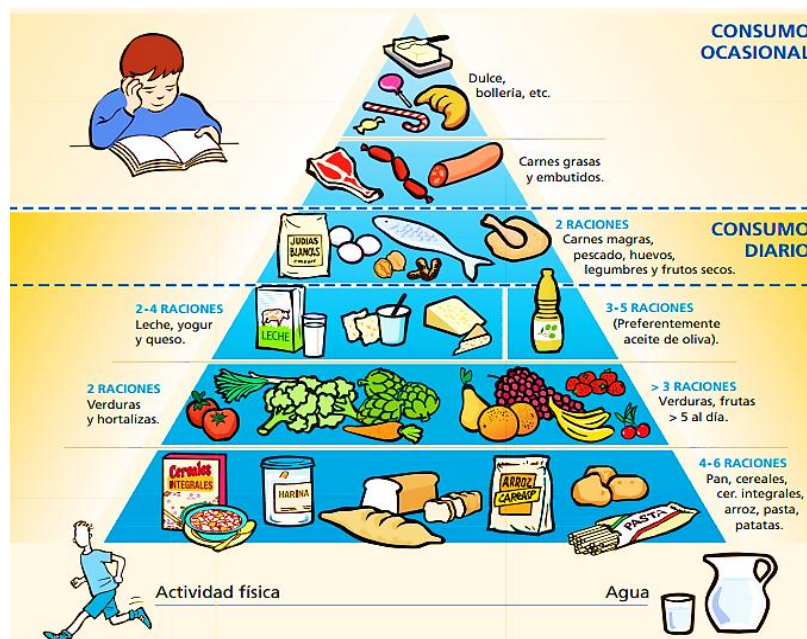 CONSUMO
OCASIONAL
Dulce,
bollería, etc.
Carnes grasas
y embutidos.
CONSUMO
DIARIO
2 RACIONES
Carnes magras,
pescado, huevos,
legumbres y frutos secos.
JUDIAS
BLANCAS
2-4 RACIONES
Leche, yogur
y queso.
LECHE
3-5 RACIONES
(Preferentemente
aceite de oliva).
2 RACIONES
Verduras
y hortalizas.
> 3 RACIONES
Verduras, frutas
> 5 al día.
4-6 RACIONES
Pan, cereales,
cer. integrales,
arroz, pasta,
patatas.
Cereales
INTEGRALES
HARINA
ARROZ
PASTA
Actividad física
Agua